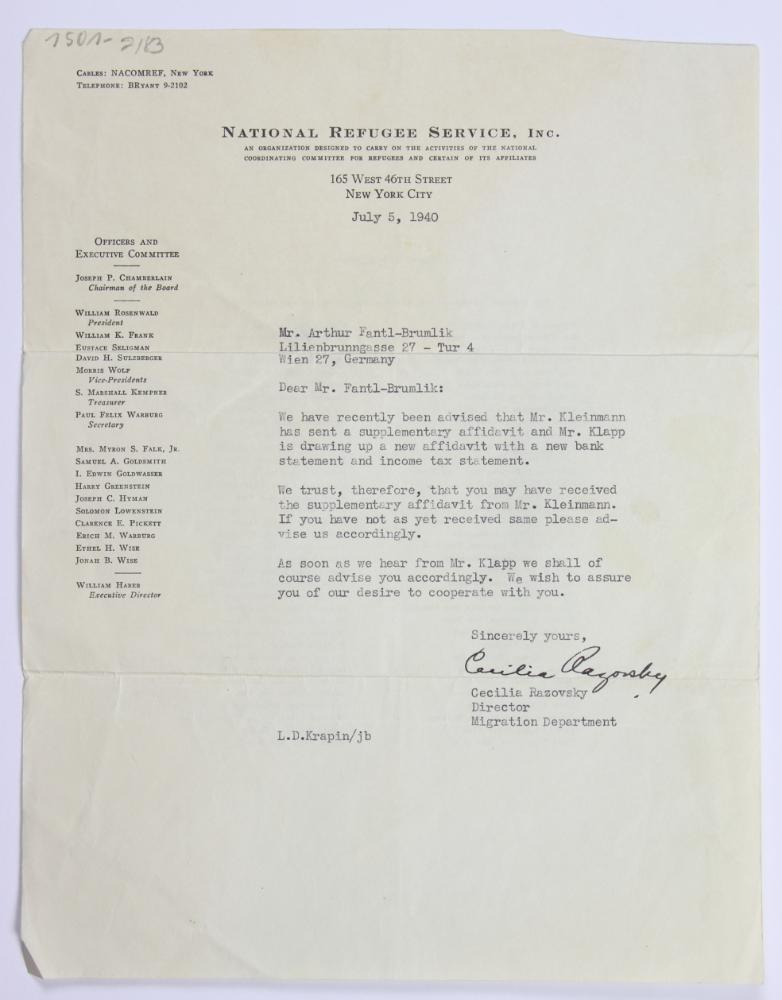 1501-2183
CABLES: NACOMREF, NEW YORK
TELEPHONE: BRYANT 9-2102
NATIONAL REFUGEE SERVICE, INC.
AN ORGANIZATION DESIGNED TO CARRY ON THE ACTIVITIES OF THE NATIONAL
COORDINATING COMMITTEE FOR REFUGEES AND CERTAIN OF ITS AFFILIATES
165 WEST 46TH STREET
NEW YORK CITY
July 5, 1940
OFFICERS AND
EXECUTIVE COMMITTEE
JOSEPH P. CHAMBERLAIN
Chairman of the Board
WILLIAM ROSENWALD
President
WILLIAM K. FRANK
EUSTACE SELIGMAN
DAVID H. SULZBERGER
MORRIS WOLF
Vice-Presidents
S. MARSHALL KEMPNER
Treasurer
PAUL FELIX WARBURG
Secretary
MRS. MYRON S. FALK, JR.
SAMUEL A. GOLDSMITH
I. EDWIN GOLDWASSER
HARRY GREENSTEIN
JOSEPH C. HYMAN
SOLOMON LOWENSTEIN
CLARENCE E. PICKETT
ERICH M. WARBURG
ETHEL H. WISE
JONAH B. WISE
WILLIAM HABER
Executive Director
Mr. Arthur Fantl-Brumlik
Lilienbrunngasse 27 - Tur 4
Wien 27, Germany
Dear Mr. Fantl-Brumlik:
We have recently been advised that Mr. Kleinmann
has sent a supplementary affidavit and Mr. Klapp
is drawing up a new affidavit with a new bank
statement and income tax statement.
We trust, therefore, that you may have received
the supplementary affidavit from Mr. Kleinmann.
If you have not as yet received same please ad-
vise us accordingly.
As soon as we hear from Mr. Klapp we shall of
course advise you accordingly. We wish to assure
you of our desire to cooperate with you.
Sincerely yours,
Cecilia Razovsky
Cecilia Razovsky
Director
Migration Department
L.D.Krapin/jb